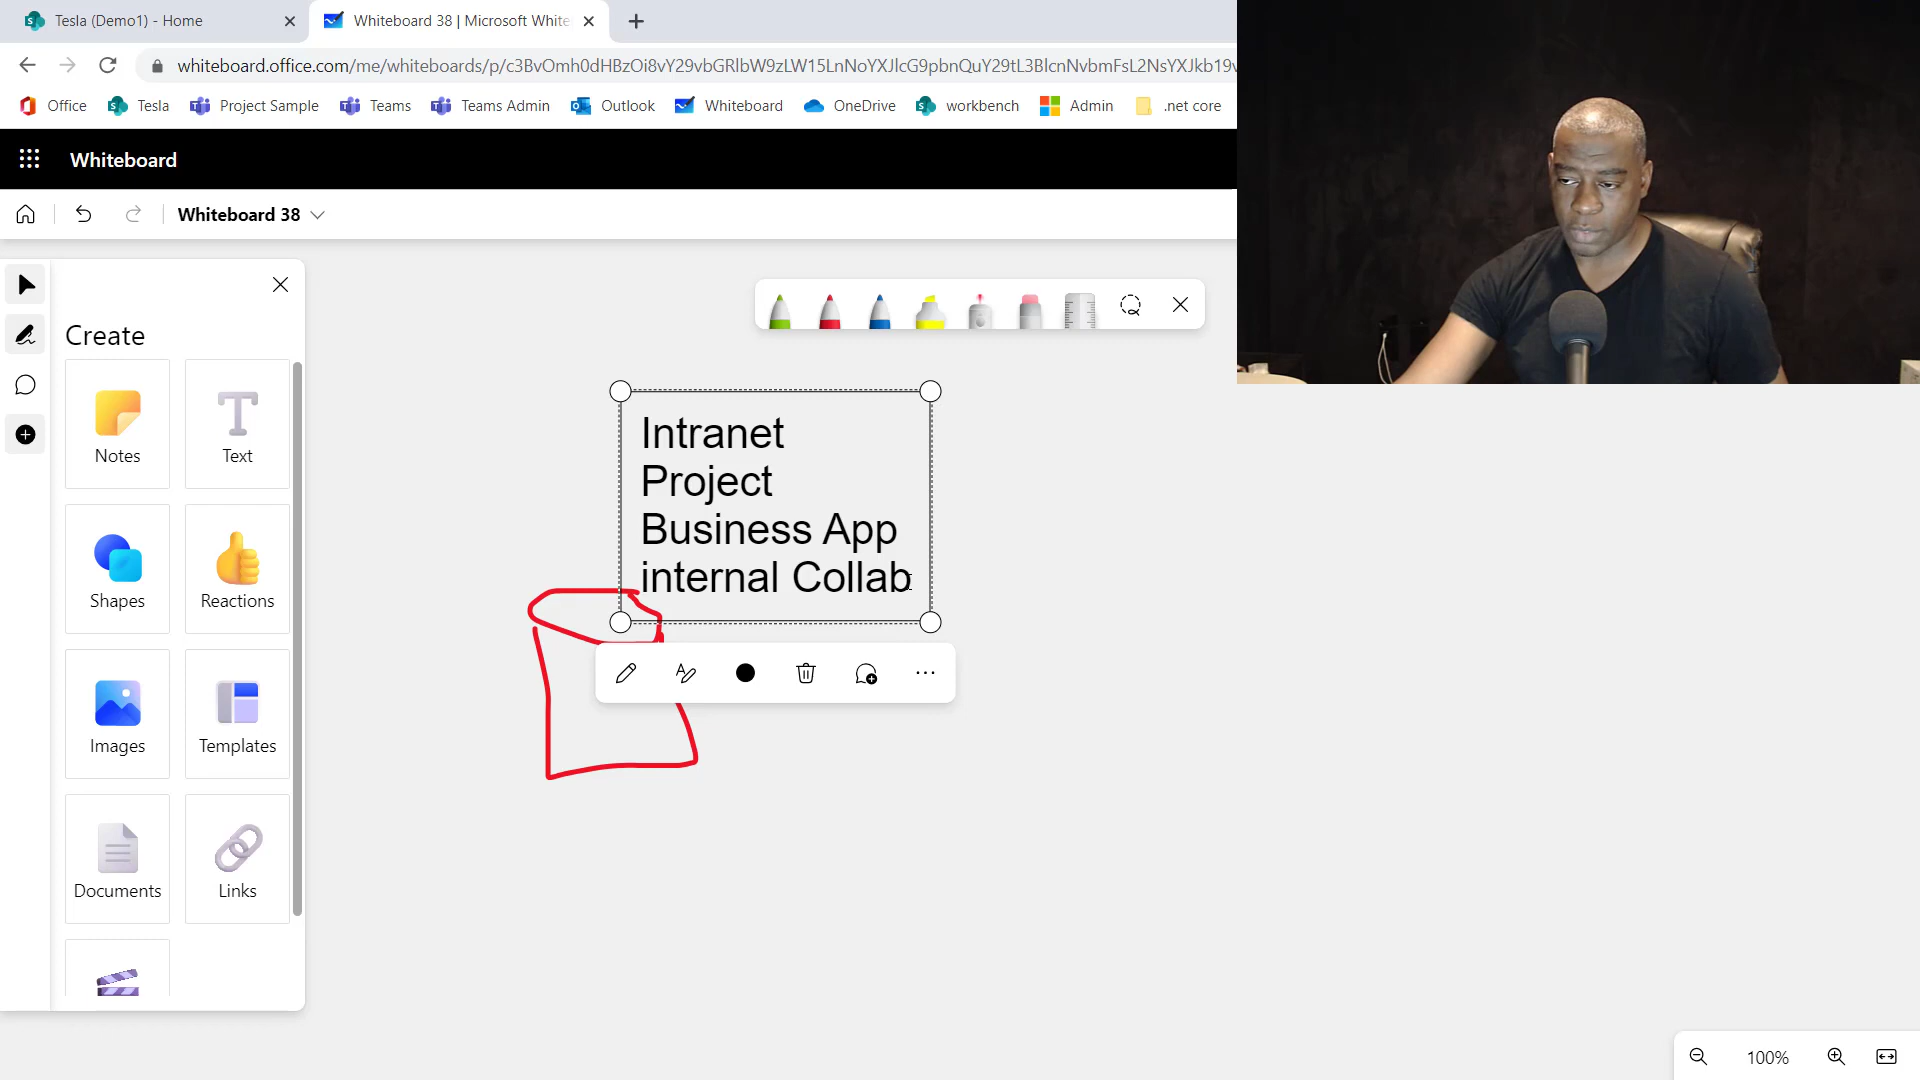 Tesla (Demo1) - Home
Whiteboard 38 | Microsoft White
whiteboard.office.com/me/whiteboards/p/c3BvOmh0dHBzOi8vY29vbGRlbW9zLW15LnNoYXJlcG9pbnQuY29tL3BlcnNvbmFsL2NsYXJkb19v
Office
Tesla
Project Sample
Teams
Teams Admin
Outlook
Whiteboard
OneDrive
workbench
Admin
.net core
Whiteboard
Whiteboard 38
Create
Notes
Text
Shapes
Reactions
Images
Templates
Documents
Links
Intranet
Project
Business App
internal Collab
100%